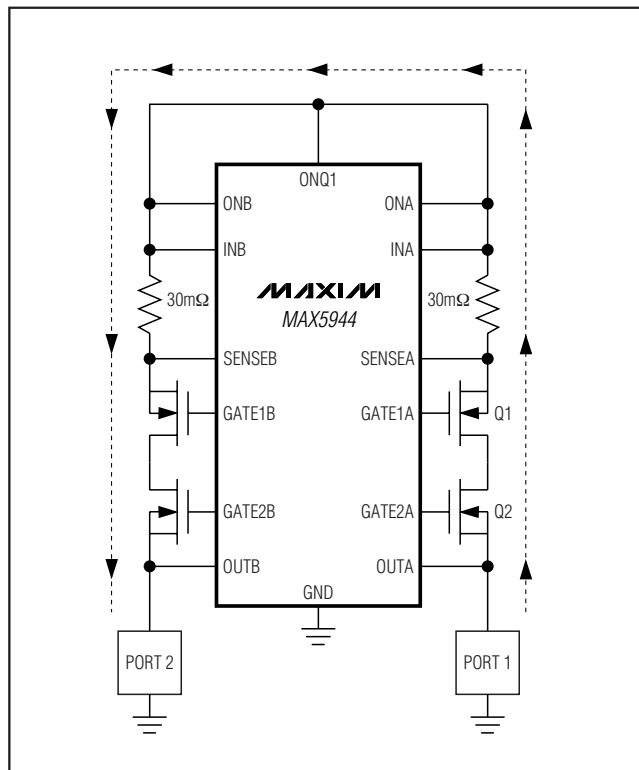 ONQ1
ONB ONA
INB INA
30mΩ MAXIM 30mΩ
MAX5944
SENSEB SENSEA
GATE1B GATE1A Q1
GATE2B GATE2A Q2
OUTB OUTA
GND
PORT 2 PORT 1